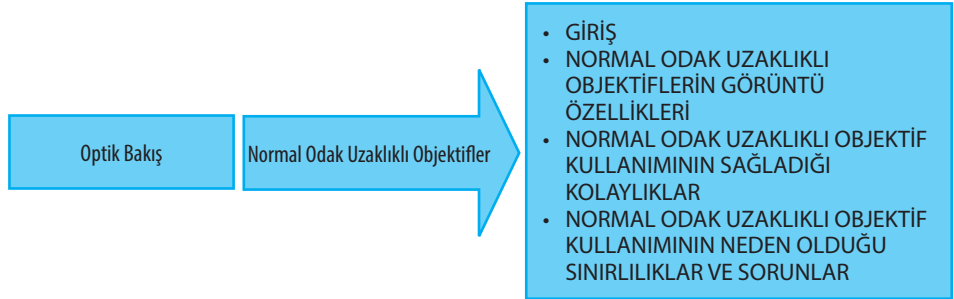 Optik Bakış
Normal Odak Uzaklıklı Objektifler
• GİRİŞ
• NORMAL ODAK UZAKLIKLI
OBJEKTİFLERİN GÖRÜNTÜ
ÖZELLİKLERİ
• NORMAL ODAK UZAKLIKLI OBJEKTİF
KULLANIMININ SAĞLADIĞI
KOLAYLIKLAR
• NORMAL ODAK UZAKLIKLI OBJEKTİF
KULLANIMININ NEDEN OLDUĞU
SINIRLILIKLAR VE SORUNLAR